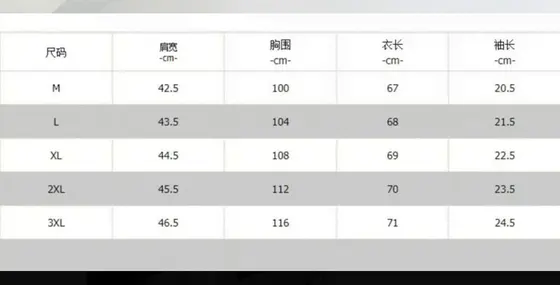 尺码 肩宽 -cm- 胸围 -cm- 衣长 -cm- 袖长 -cm-
M 42.5 100 67 20.5
L 43.5 104 68 21.5
XL 44.5 108 69 22.5
2XL 45.5 112 70 23.5
3XL 46.5 116 71 24.5